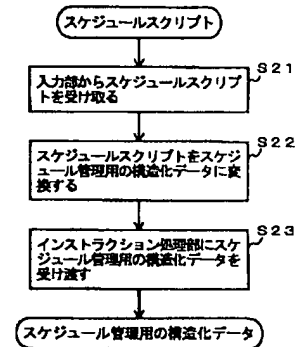 スケジュールスクリプト
S21
入力部からスケジュールスクリプ
トを受け取る
S22
スケジュールスクリプトをスケジ
ュール管理用の構造化データに変
換する
S23
インストラクション処理部にスケ
ジュール管理用の構造化データを
受け渡す
スケジュール管理用の構造化データ